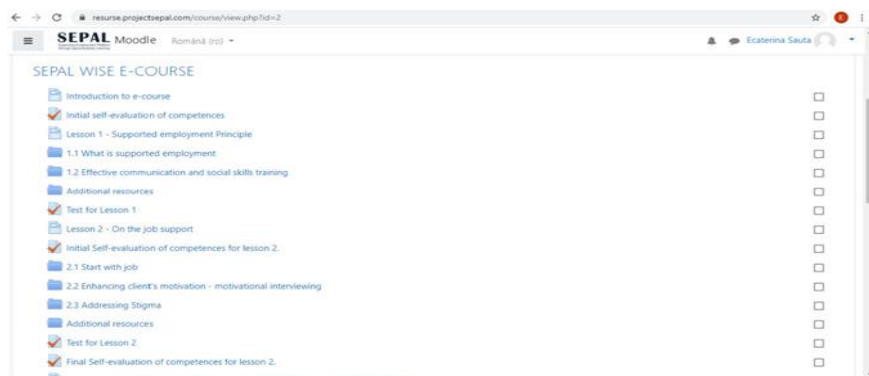 resurse.projectsepal.com/course/view.php?id=2
SEPAL Moodle Română (ro) Ecaterina Sauta
SEPAL WISE E-COURSE
Introduction to e-course
Initial self-evaluation of competences
Lesson 1 - Supported employment Principle
1.1 What is supported employment
1.2 Effective communication and social skills training
Additional resources
Test for Lesson 1
Lesson 2 - On the job support
Initial Self-evaluation of competences for lesson 2.
2.1 Start with job
2.2 Enhancing client's motivation - motivational interviewing
2.3 Addressing Stigma
Additional resources
Test for Lesson 2
Final Self-evaluation of competences for lesson 2.